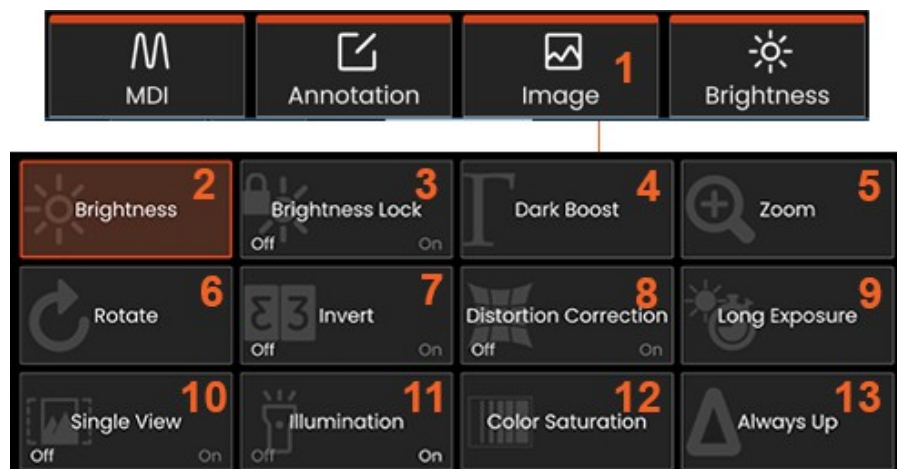 MDI
Annotation
Image
1
Brightness
Brightness
2
Brightness Lock
3
Off
On
Dark Boost
4
Zoom
5
Rotate
6
Invert
7
Off
On
Distortion Correction
8
Off
On
Long Exposure
9
Single View
10
Off
On
Illumination
11
Off
On
Color Saturation
12
Always Up
13